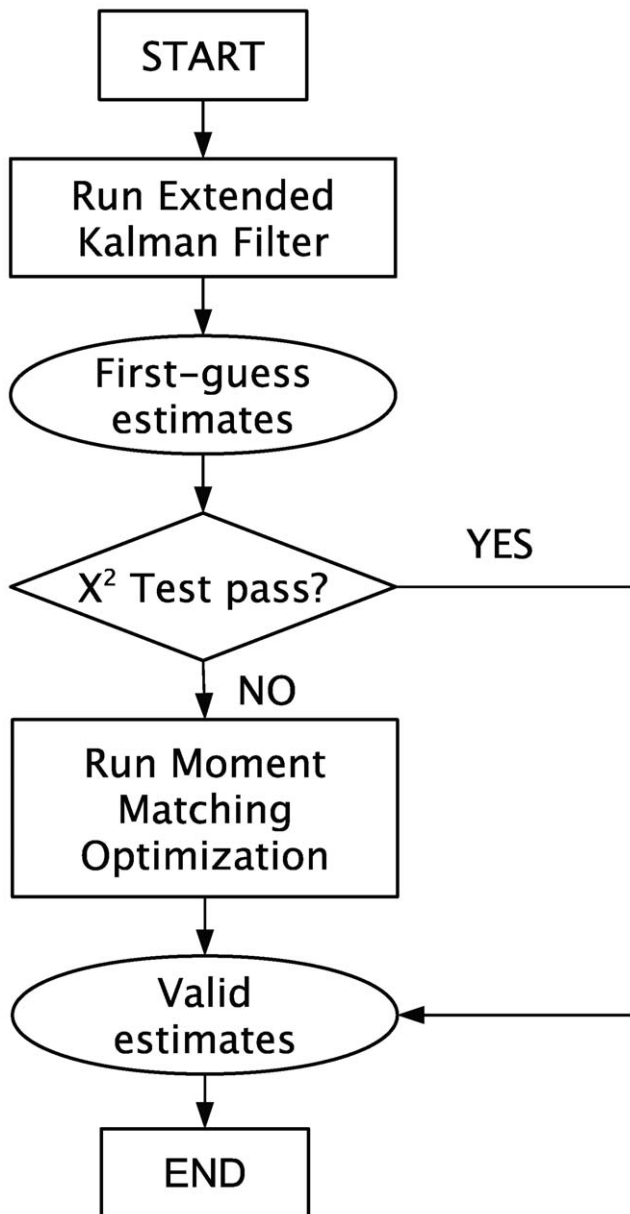 START
Run Extended
Kalman Filter
First-guess
estimates
X² Test pass?
YES
NO
Run Moment
Matching
Optimization
Valid
estimates
END